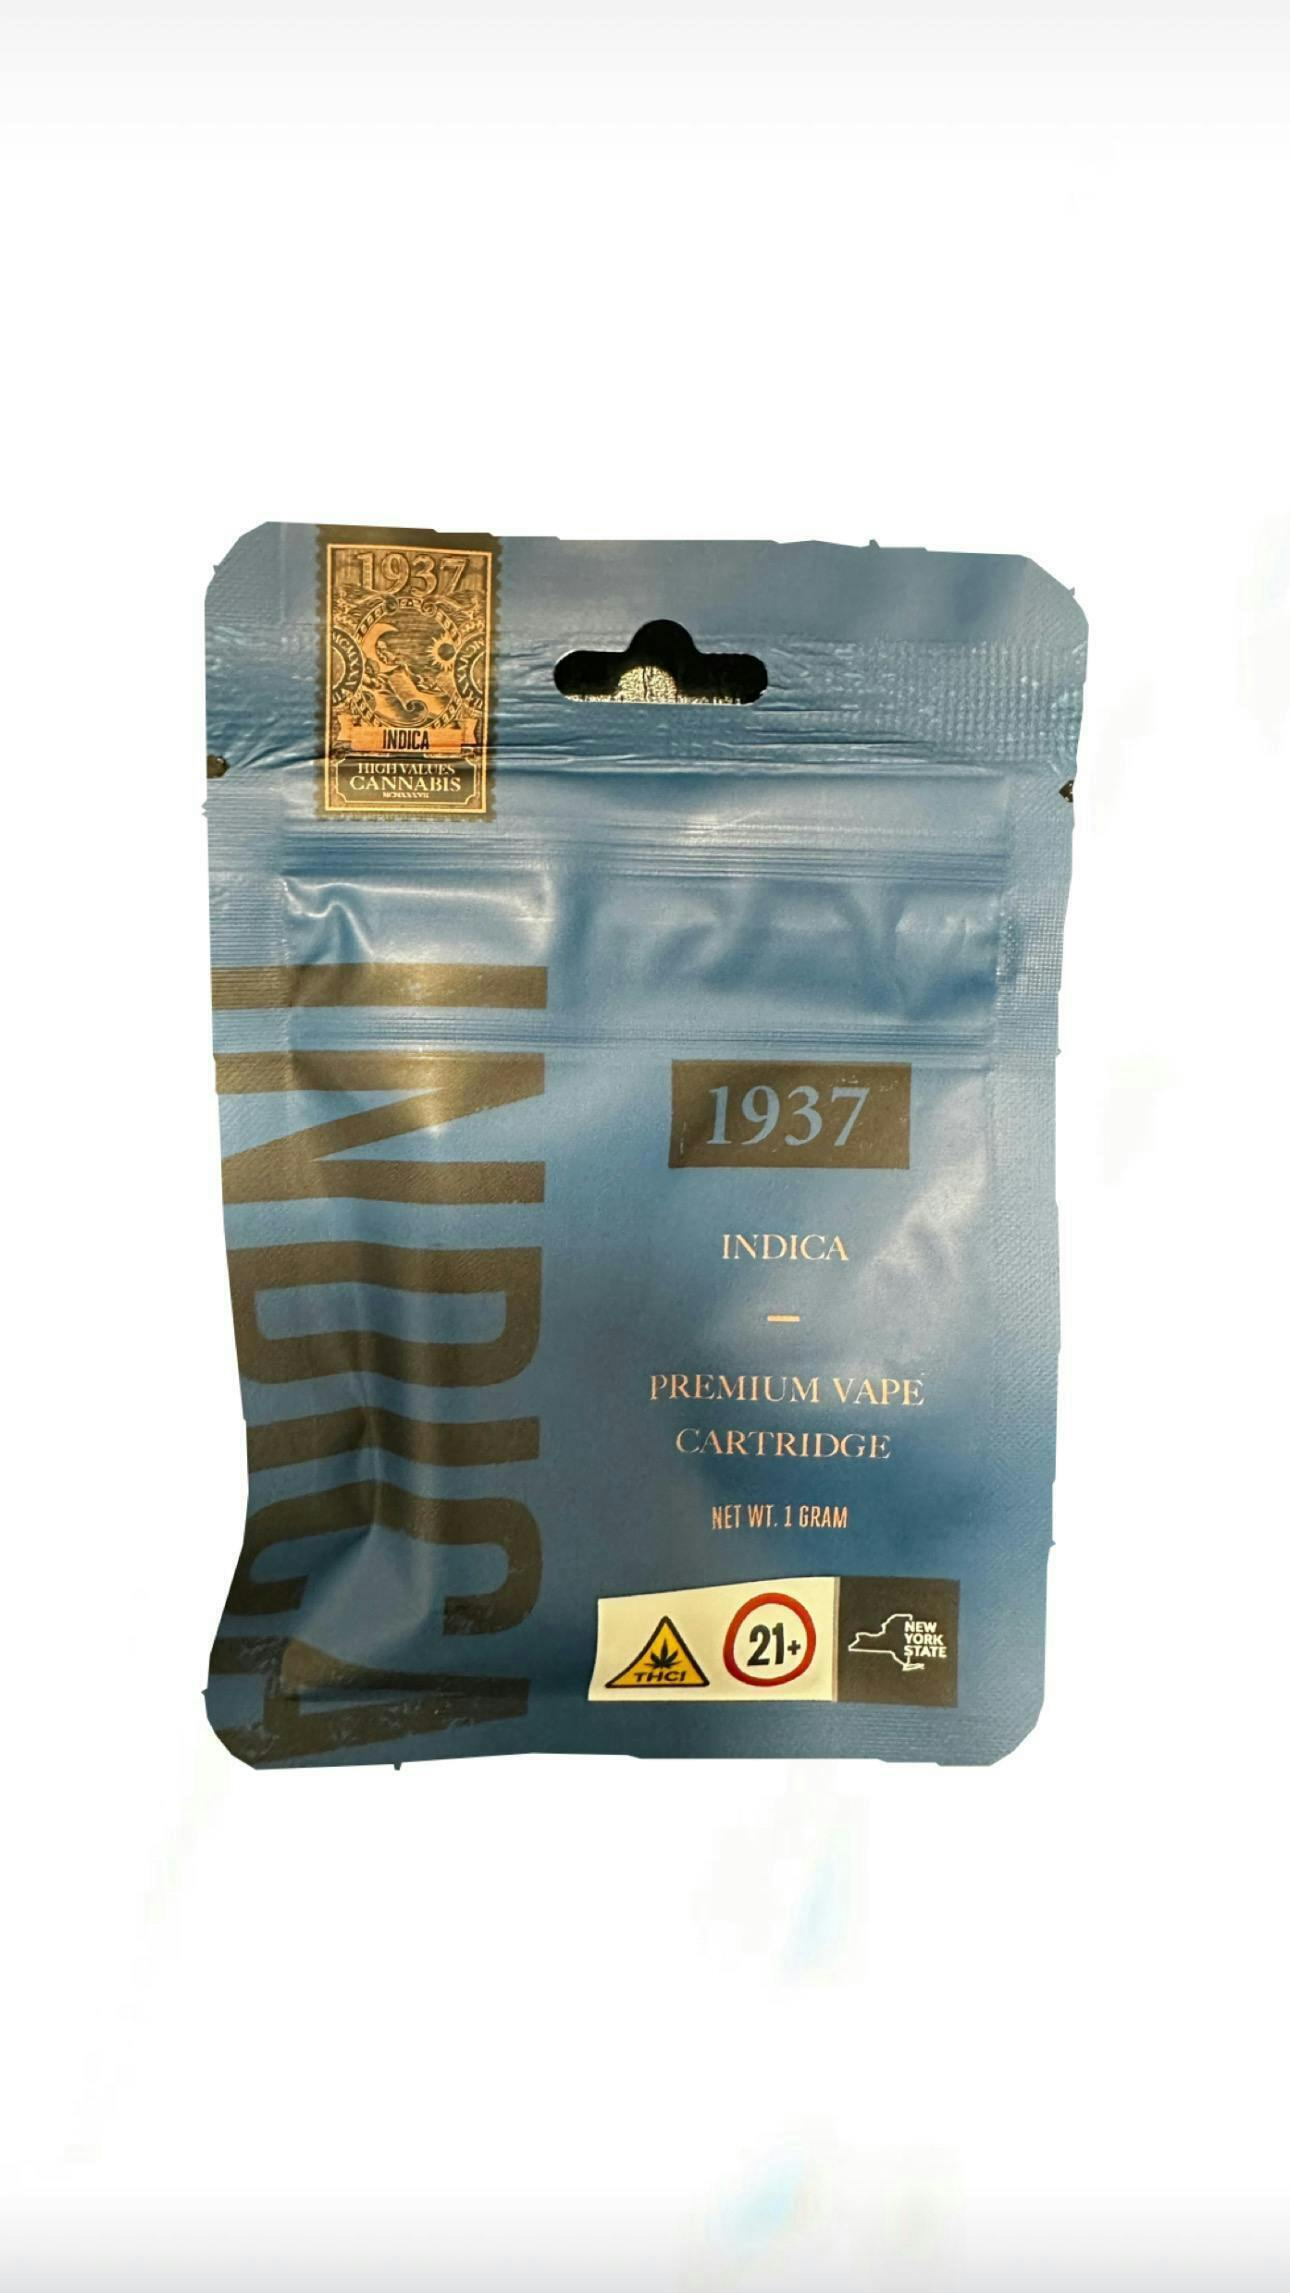 1937
INDICA
HIGH VALUES
CANNABIS
MCMXXXVII
INDICA
1937
INDICA
PREMIUM VAPE
CARTRIDGE
NET WT. 1 GRAM
THC!
21+
NEW
YORK
STATE